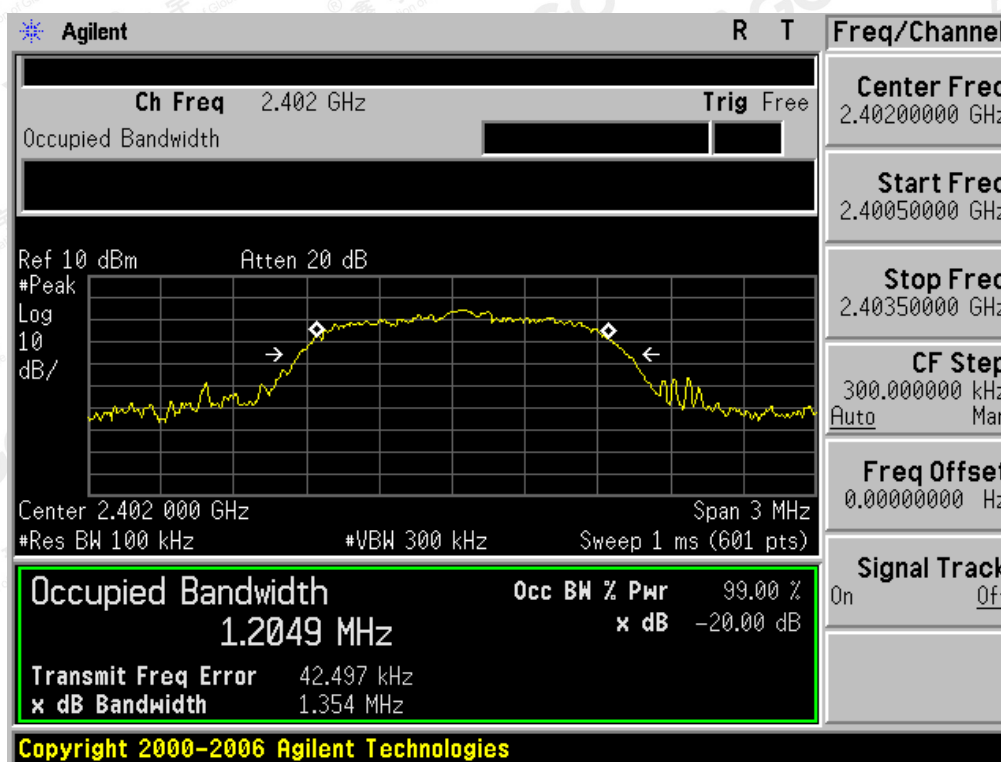 Agilent
R T
Freq/Channel
Ch Freq 2.402 GHz
Trig Free
Occupied Bandwidth
Center Freq
2.40200000 GHz
Start Freq
2.40050000 GHz
Stop Freq
2.40350000 GHz
CF Step
300.000000 kHz
Auto Man
Freq Offset
0.00000000 Hz
Signal Track
On Off
Ref 10 dBm
Atten 20 dB
#Peak
Log
10
dB/
Center 2.402 000 GHz
Span 3 MHz
#Res BW 100 kHz
#VBW 300 kHz
Sweep 1 ms (601 pts)
Occupied Bandwidth
1.2049 MHz
Occ BW % Pwr 99.00 %
x dB -20.00 dB
Transmit Freq Error 42.497 kHz
x dB Bandwidth 1.354 MHz
Copyright 2000-2006 Agilent Technologies